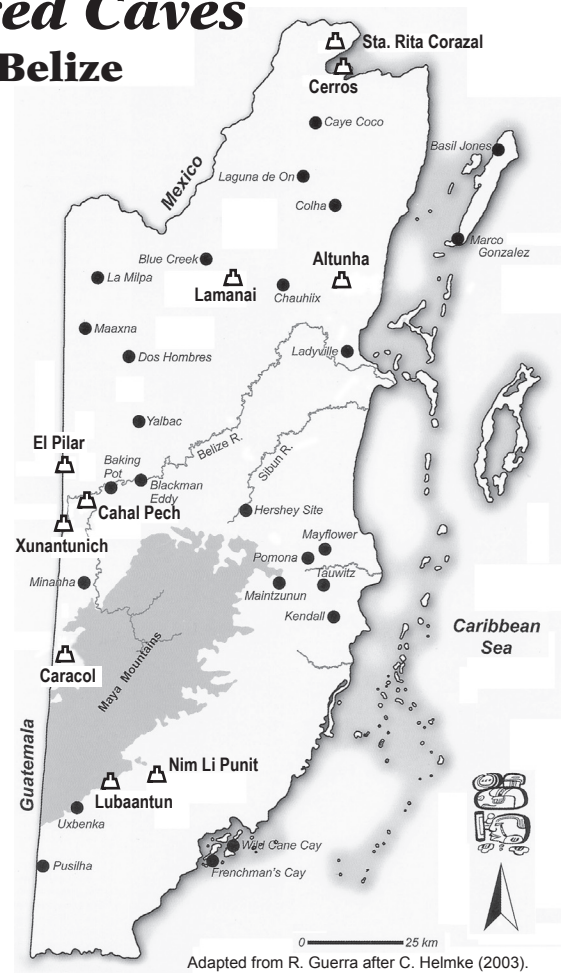 ed Caves
Belize
Sta. Rita Corazal
Cerros
Caye Coco
Mexico
Basil Jones
Laguna de On
Colha
Marco
Gonzalez
Blue Creek
Altunha
La Milpa
Lamanai
Chauhiix
Maaxna
Ladyville
Dos Hombres
Yalbac
Belize R.
El Pilar
Sibun R.
Baking
Pot
Blackman
Eddy
Cahal Pech
Hershey Site
Xunantunich
Mayflower
Pomona
Minanha
Tauwitz
Maintzunun
Kendall
Caribbean
Sea
Maya Mountains
Caracol
Guatemala
Nim Li Punit
Lubaantun
Uxbenka
Wild Cane Cay
Pusilha
Frenchman's Cay
0 25 km
Adapted from R. Guerra after C. Helmke (2003).